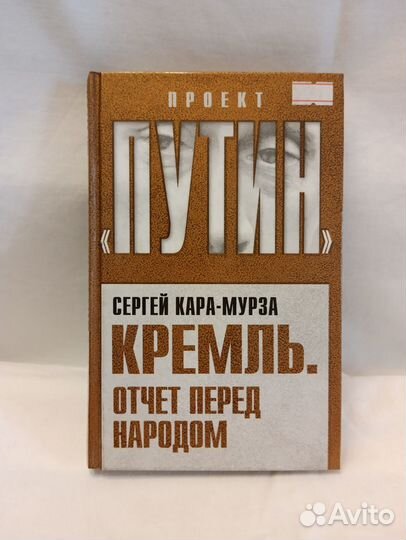 ПРОЕКТ
«ПУТИН»
СЕРГЕЙ КАРА-МУРЗА
КРЕМЛЬ.
ОТЧЕТ ПЕРЕД
НАРОДОМ
Avito